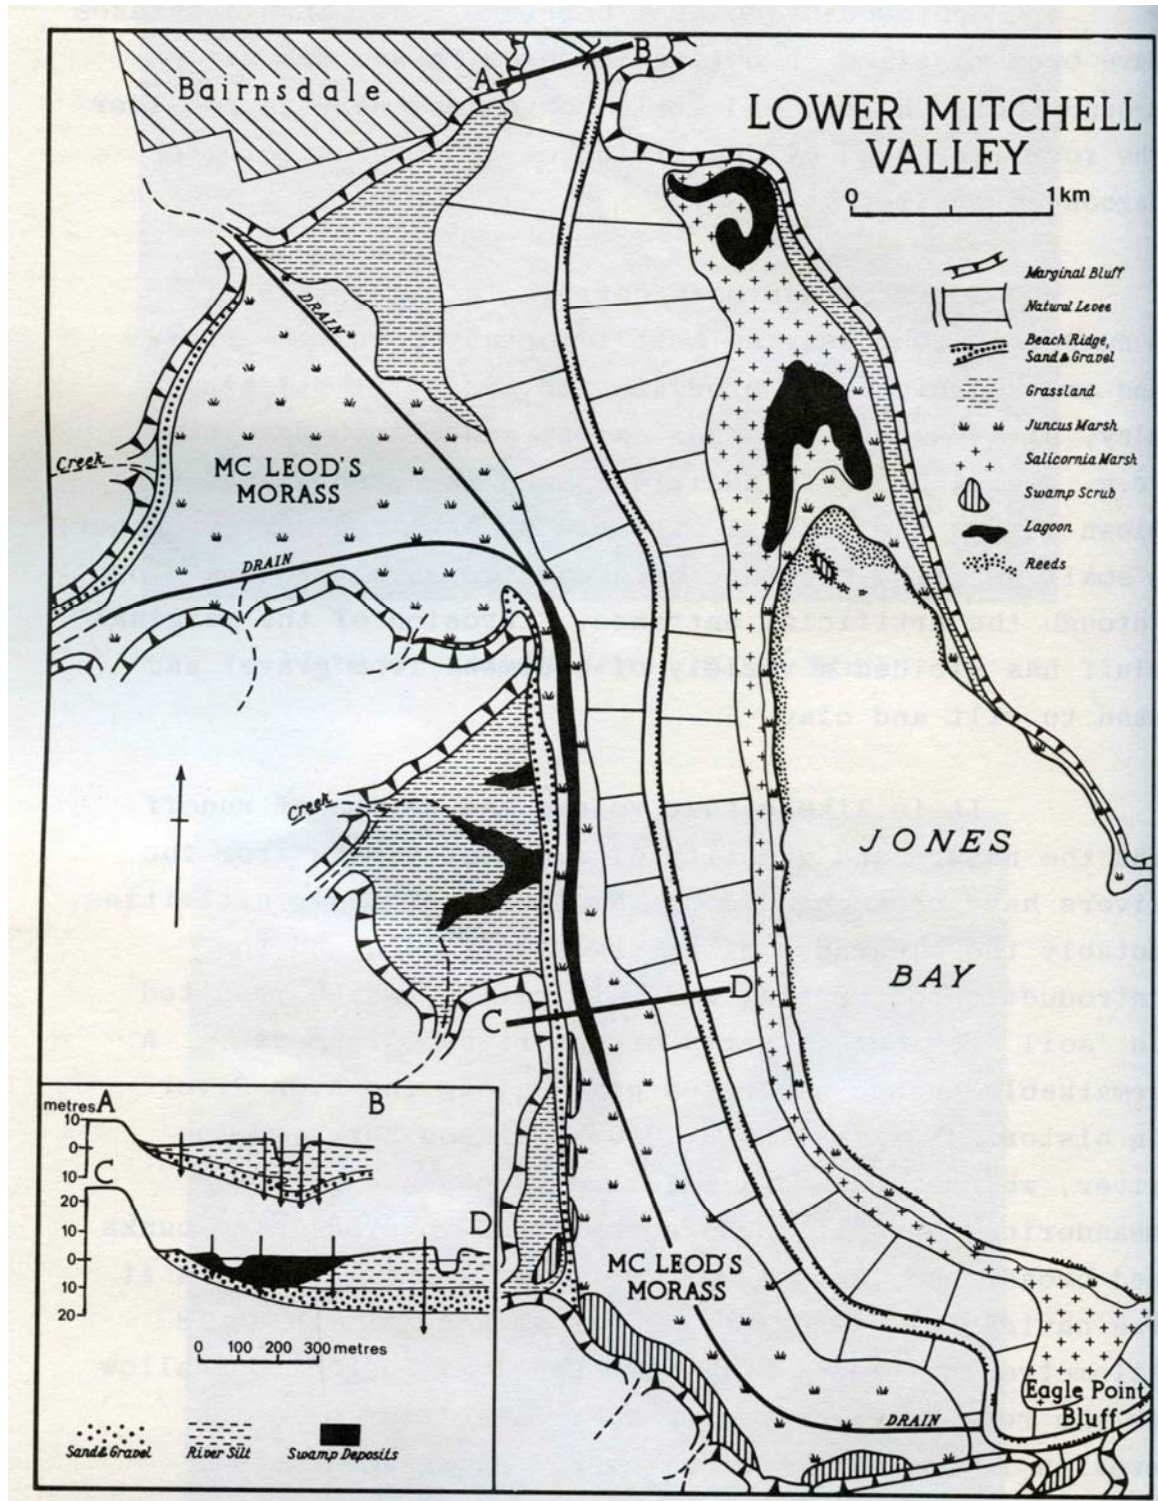 Bairnsdale
A
B
LOWER MITCHELL
VALLEY
0 1km
Marginal Bluff
Natural Levee
Beach Ridge,
Sand & Gravel
Grassland
Juncus Marsh
Salicornia Marsh
Swamp Scrub
Lagoon
Reeds
DRAIN
Creek
MC LEOD'S
MORASS
DRAIN
Creek
JONES
BAY
C
D
MC LEOD'S
MORASS
Eagle Point
Bluff
DRAIN
metres A
B
10
0
10
C
D
20
10
0
10
20
0 100 200 300 metres
Sand & Gravel
River Silt
Swamp Deposits